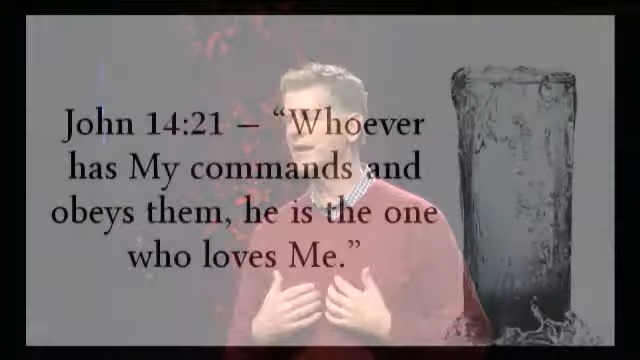 John 14:21 – “Whoever
has My commands and
obeys them, he is the one
who loves Me.”